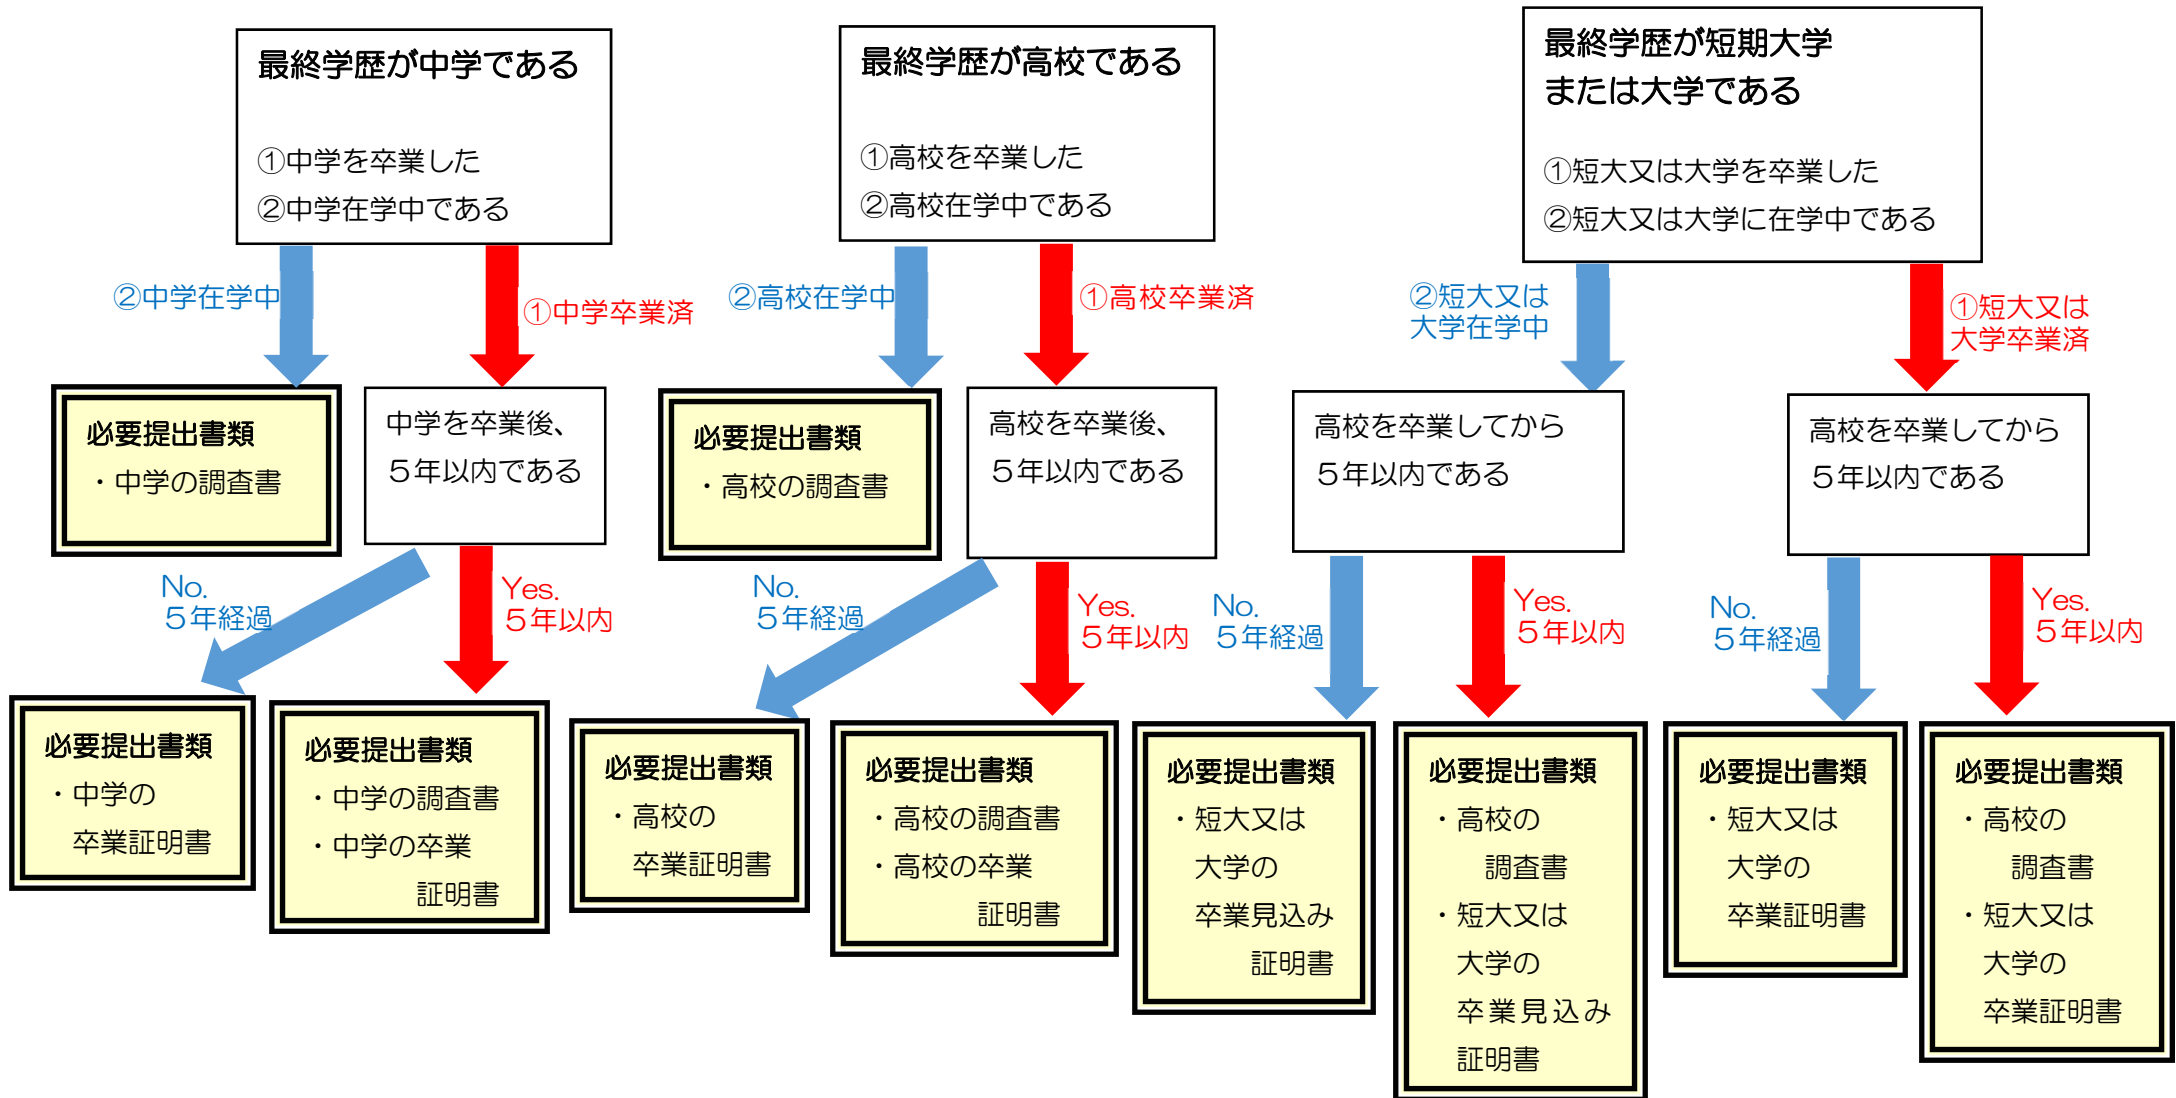 最終学歴が中学である
①中学を卒業した
②中学在学中である
最終学歴が高校である
①高校を卒業した
②高校在学中である
最終学歴が短期大学
または大学である
①短大又は大学を卒業した
②短大又は大学に在学中である
②中学在学中
①中学卒業済
②高校在学中
①高校卒業済
②短大又は
大学在学中
①短大又は
大学卒業済
必要提出書類
・中学の調査書
中学を卒業後、
５年以内である
必要提出書類
・高校の調査書
高校を卒業後、
５年以内である
高校を卒業してから
５年以内である
高校を卒業してから
５年以内である
No.
５年経過
Yes.
５年以内
No.
５年経過
Yes.
５年以内
No.
５年経過
Yes.
５年以内
No.
５年経過
Yes.
５年以内
必要提出書類
・中学の
卒業証明書
必要提出書類
・中学の調査書
・中学の卒業
証明書
必要提出書類
・高校の
卒業証明書
必要提出書類
・高校の調査書
・高校の卒業
証明書
必要提出書類
・短大又は
大学の
卒業見込み
証明書
必要提出書類
・高校の
調査書
・短大又は
大学の
卒業見込み
証明書
必要提出書類
・短大又は
大学の
卒業証明書
必要提出書類
・高校の
調査書
・短大又は
大学の
卒業証明書